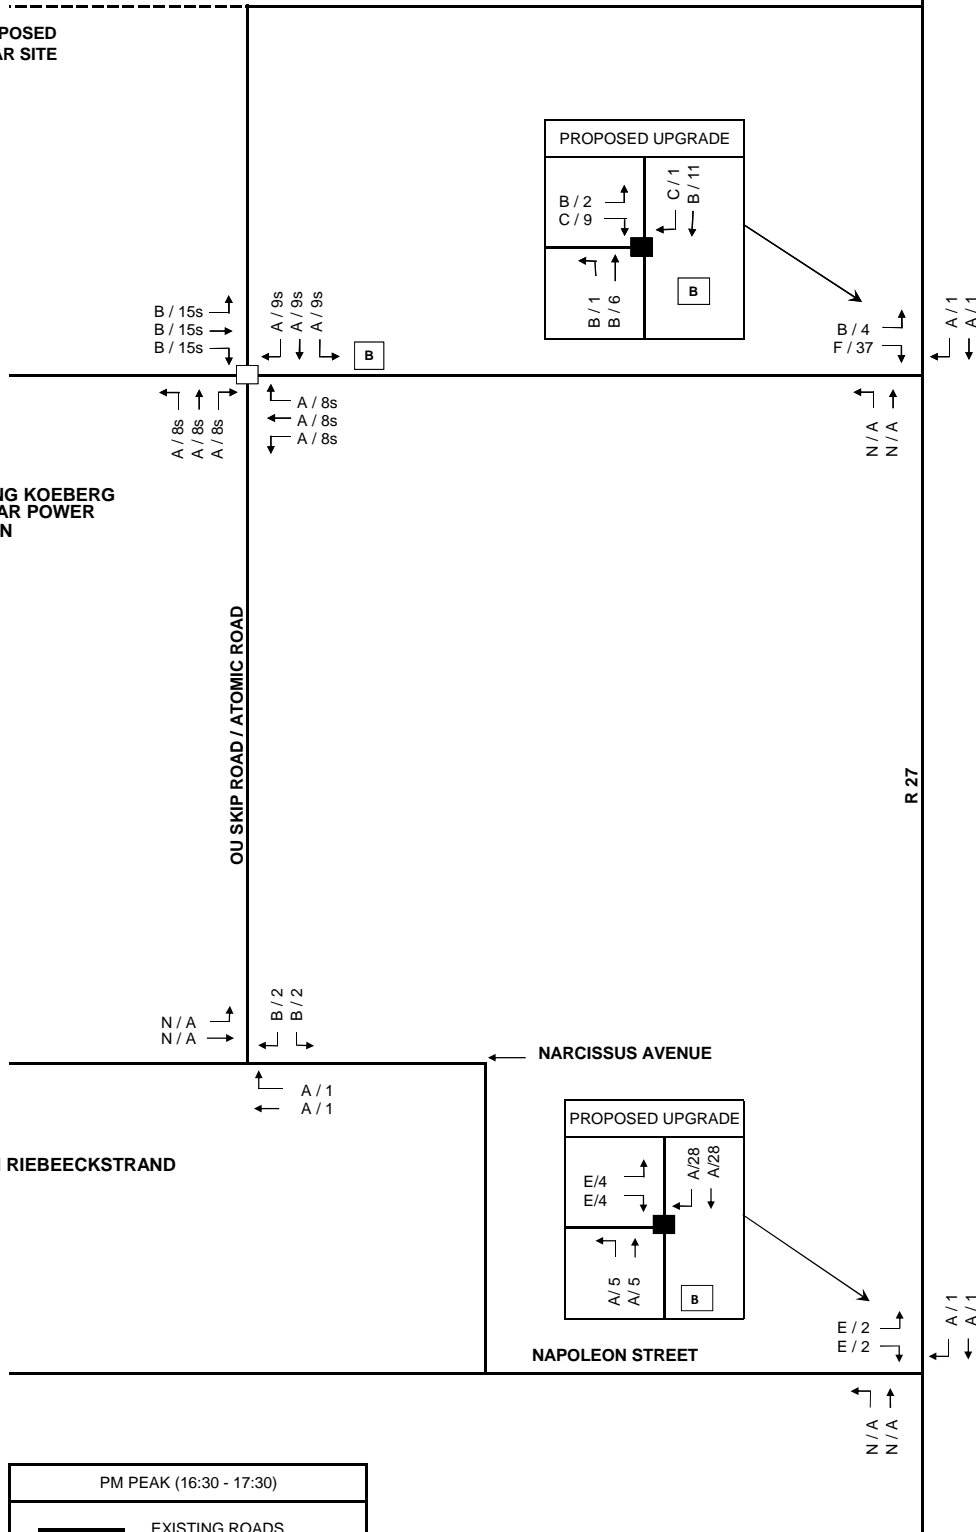 POSED
AR SITE
PROPOSED UPGRADE
B / 2
C / 9
C / 1
B / 11
B / 1
B / 6
B
B / 15s
B / 15s
B / 15s
A / 9s
A / 9s
A / 9s
B
A / 8s
A / 8s
A / 8s
A / 8s
A / 8s
A / 8s
B / 4
F / 37
A / 1
A / 1
N / A
N / A
NG KOEBERG
AR POWER
N
OU SKIP ROAD / ATOMIC ROAD
R 27
N / A
N / A
B / 2
B / 2
A / 1
A / 1
NARCISSUS AVENUE
RIEBEECKSTRAND
PROPOSED UPGRADE
E/4
E/4
A/28
A/28
A/ 5
A/ 5
B
E / 2
E / 2
A / 1
A / 1
NAPOLEON STREET
N / A
N / A
PM PEAK (16:30 - 17:30)
EXISTING ROADS